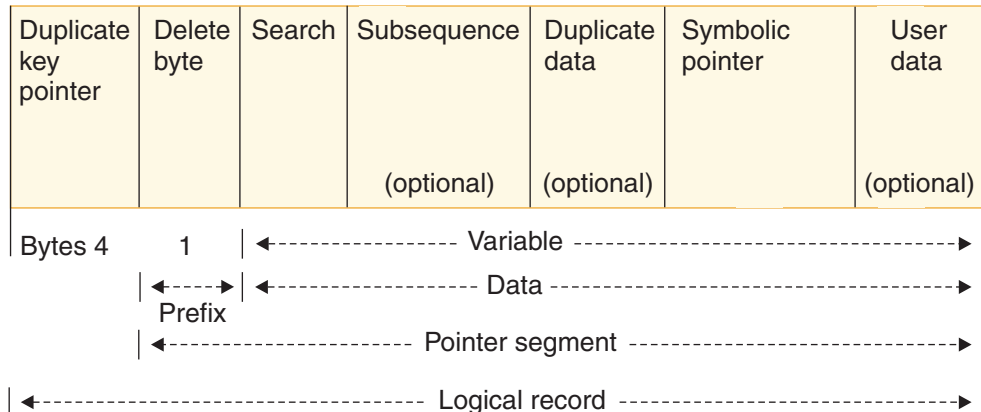 Duplicate key pointer
Delete byte
Search
Subsequence (optional)
Duplicate data (optional)
Symbolic pointer
User data (optional)
Bytes 4 1 Variable
Data
Prefix
Pointer segment
Logical record